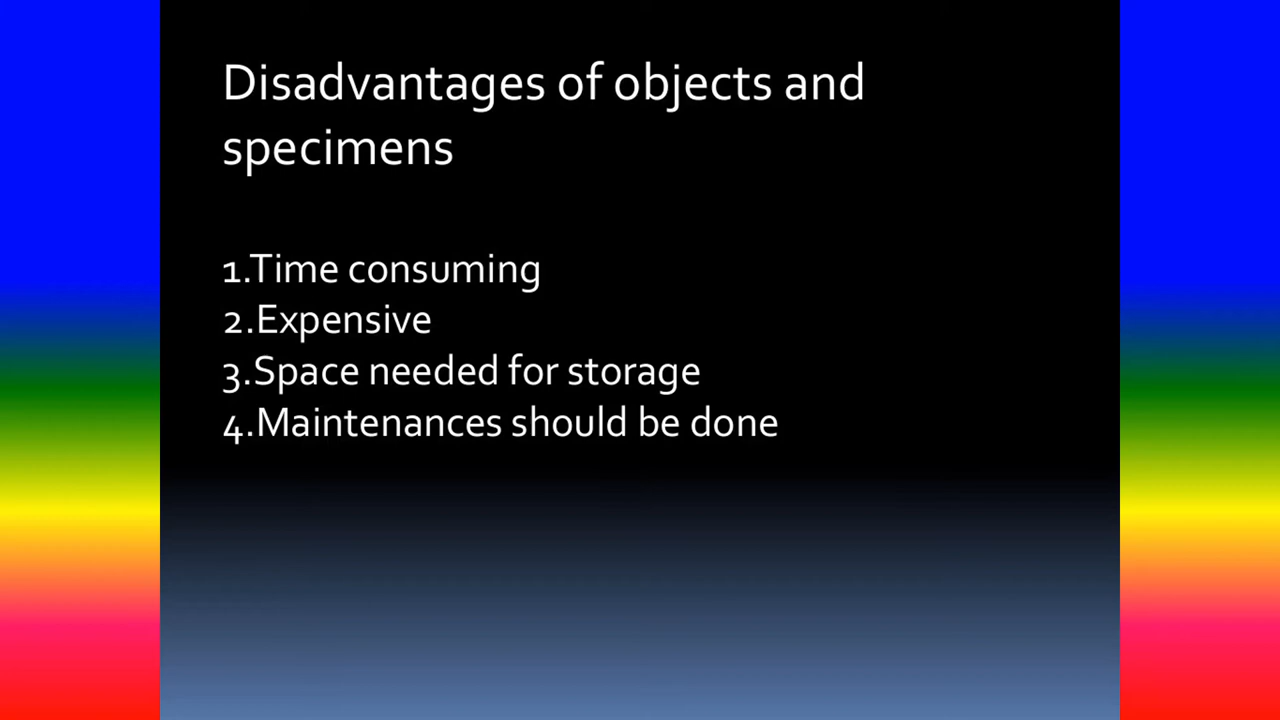 Disadvantages of objects and
specimens
1.Time consuming
2.Expensive
3.Space needed for storage
4.Maintenances should be done